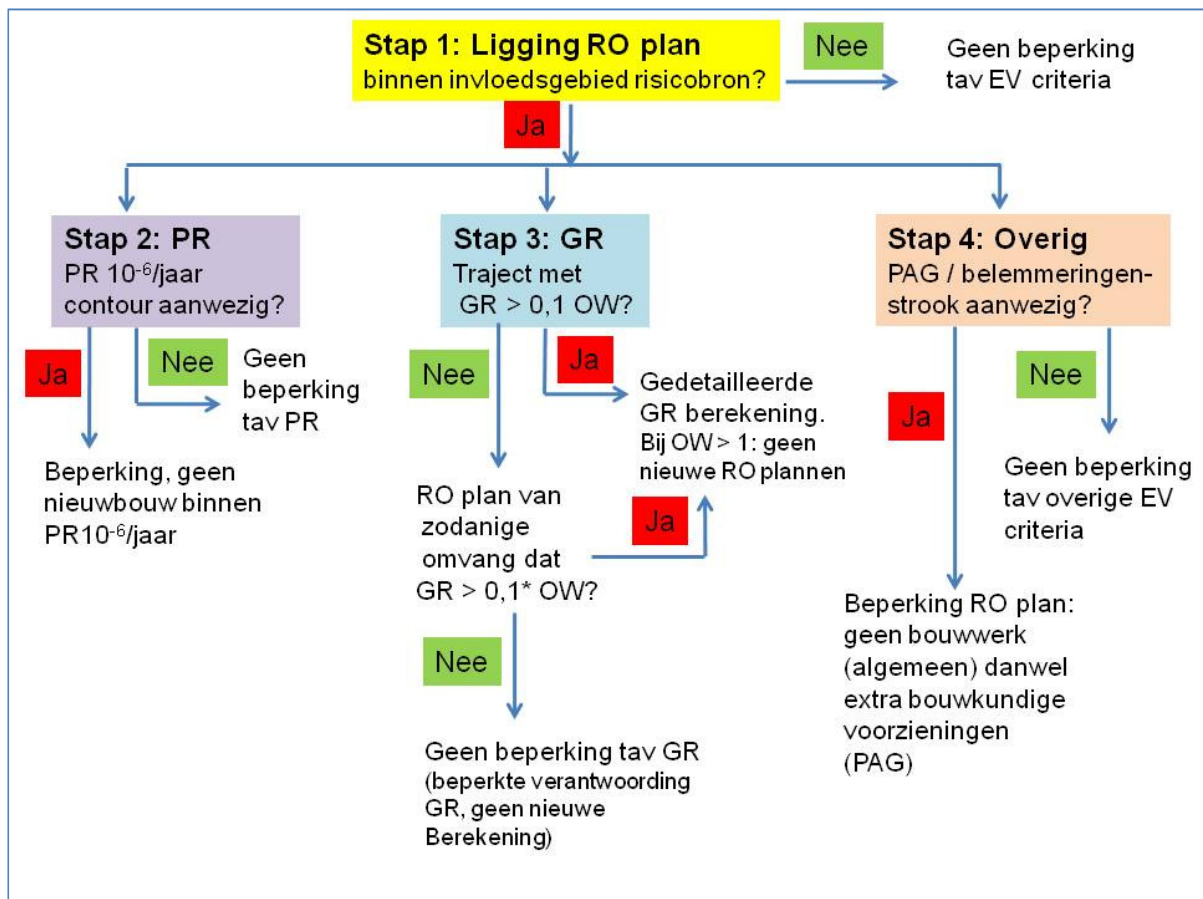 Stap 1: Ligging RO plan
binnen invloedsgebied risicobron?
Nee
Geen beperking
tav EV criteria
Ja
Stap 2: PR
PR 10⁻⁶/jaar
contour aanwezig?
Ja
Nee
Geen
beperking
tav PR
Beperking, geen
nieuwbouw binnen
PR10⁻⁶/jaar
Stap 3: GR
Traject met
GR > 0,1 OW?
Nee
Ja
Gedetailleerde
GR berekening.
Bij OW > 1: geen
nieuwe RO plannen
RO plan van
zodanige
omvang dat
GR > 0,1* OW?
Ja
Nee
Geen beperking tav GR
(beperkte verantwoording
GR, geen nieuwe
Berekening)
Stap 4: Overig
PAG / belemmeringen-
strook aanwezig?
Ja
Nee
Geen beperking
tav overige EV
criteria
Beperking RO plan:
geen bouwwerk
(algemeen) danwel
extra bouwkundige
voorzieningen
(PAG)